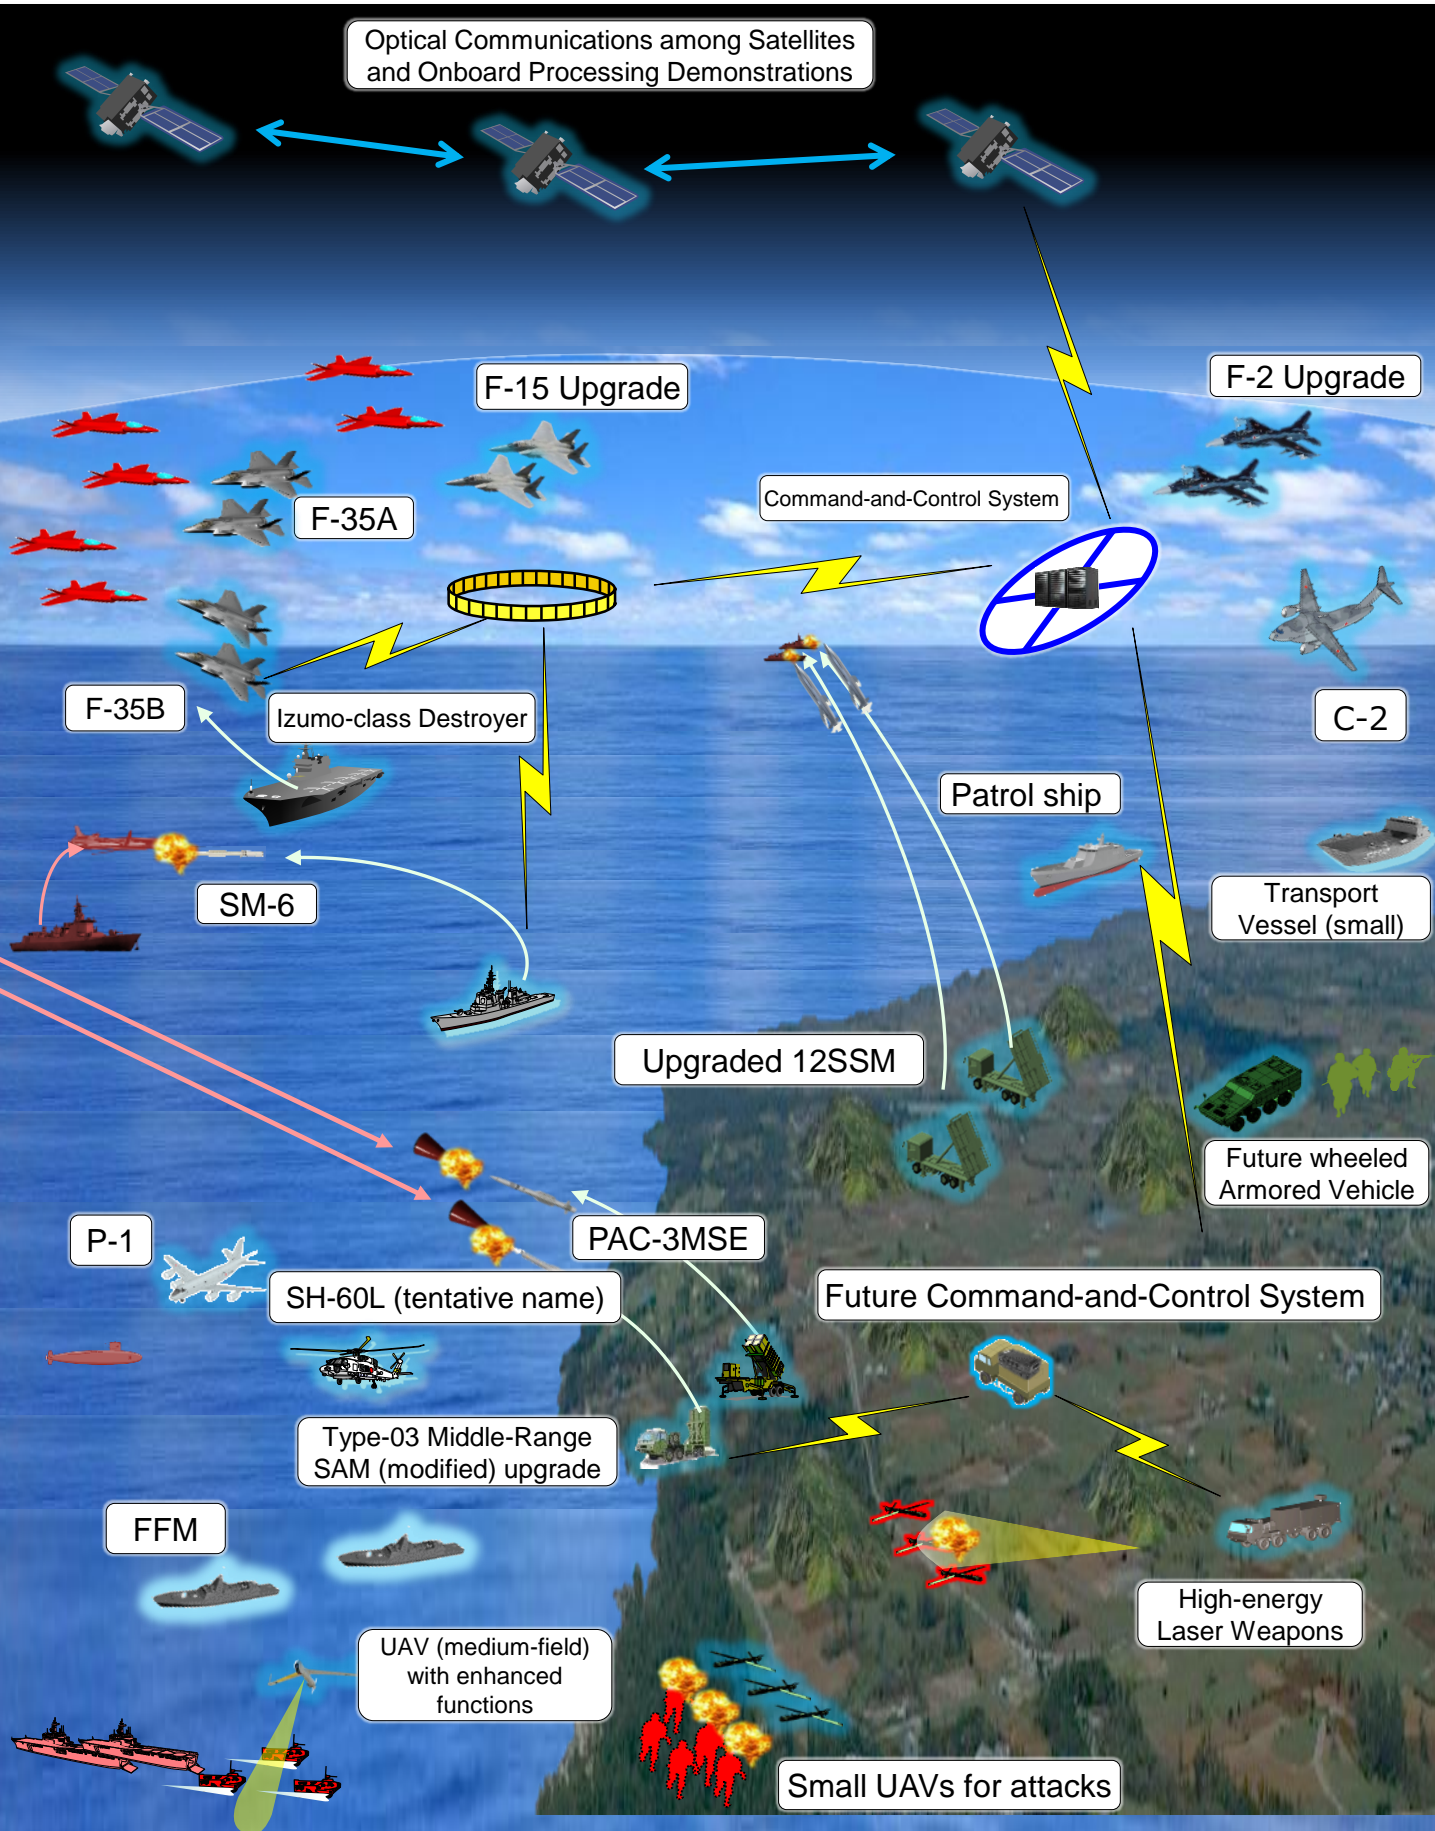 Optical Communications among Satellites
and Onboard Processing Demonstrations
F-15 Upgrade
F-2 Upgrade
Command-and-Control System
F-35A
F-35B
Izumo-class Destroyer
C-2
Patrol ship
SM-6
Transport
Vessel (small)
Upgraded 12SSM
Future wheeled
Armored Vehicle
P-1
PAC-3MSE
SH-60L (tentative name)
Future Command-and-Control System
Type-03 Middle-Range
SAM (modified) upgrade
FFM
High-energy
Laser Weapons
UAV (medium-field)
with enhanced
functions
Small UAVs for attacks